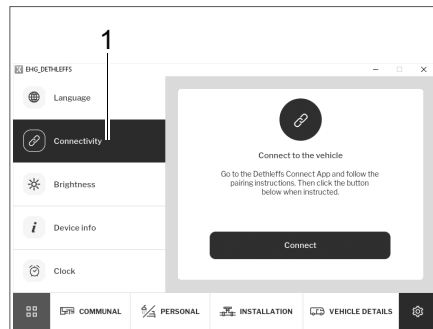 1
EHG_DETHLEFFS
Language
Connectivity
Brightness
Device info
Clock
Connect to the vehicle
Go to the Dethleffs Connect App and follow the
pairing instructions. Then click the button
below when instructed.
Connect
COMMUNAL PERSONAL INSTALLATION VEHICLE DETAILS